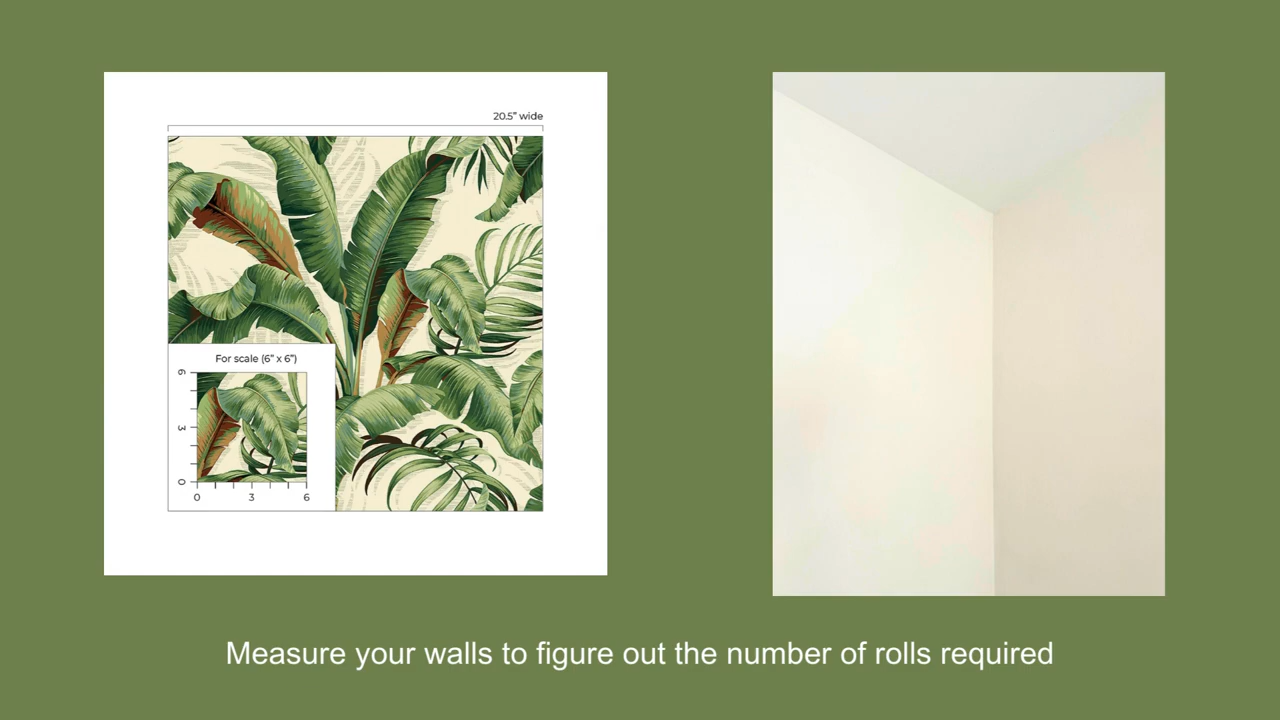 20.5” wide
For scale (6” x 6”)
6
3
0
0 3 6
Measure your walls to figure out the number of rolls required